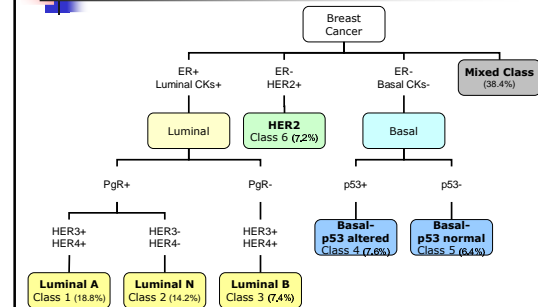 Breast
Cancer
ER+
Luminal CKs+
ER-
HER2+
ER-
Basal CKs-
Mixed Class
(38.4%)
Luminal
HER2
Class 6 (7.2%)
Basal
PgR+
PgR-
p53+
p53-
HER3+
HER4+
HER3-
HER4-
HER3+
HER4+
Basal-
p53 altered
Class 4 (7.6%)
Basal-
p53 normal
Class 5 (6.4%)
Luminal A
Class 1 (18.8%)
Luminal N
Class 2 (14.2%)
Luminal B
Class 3 (7.4%)